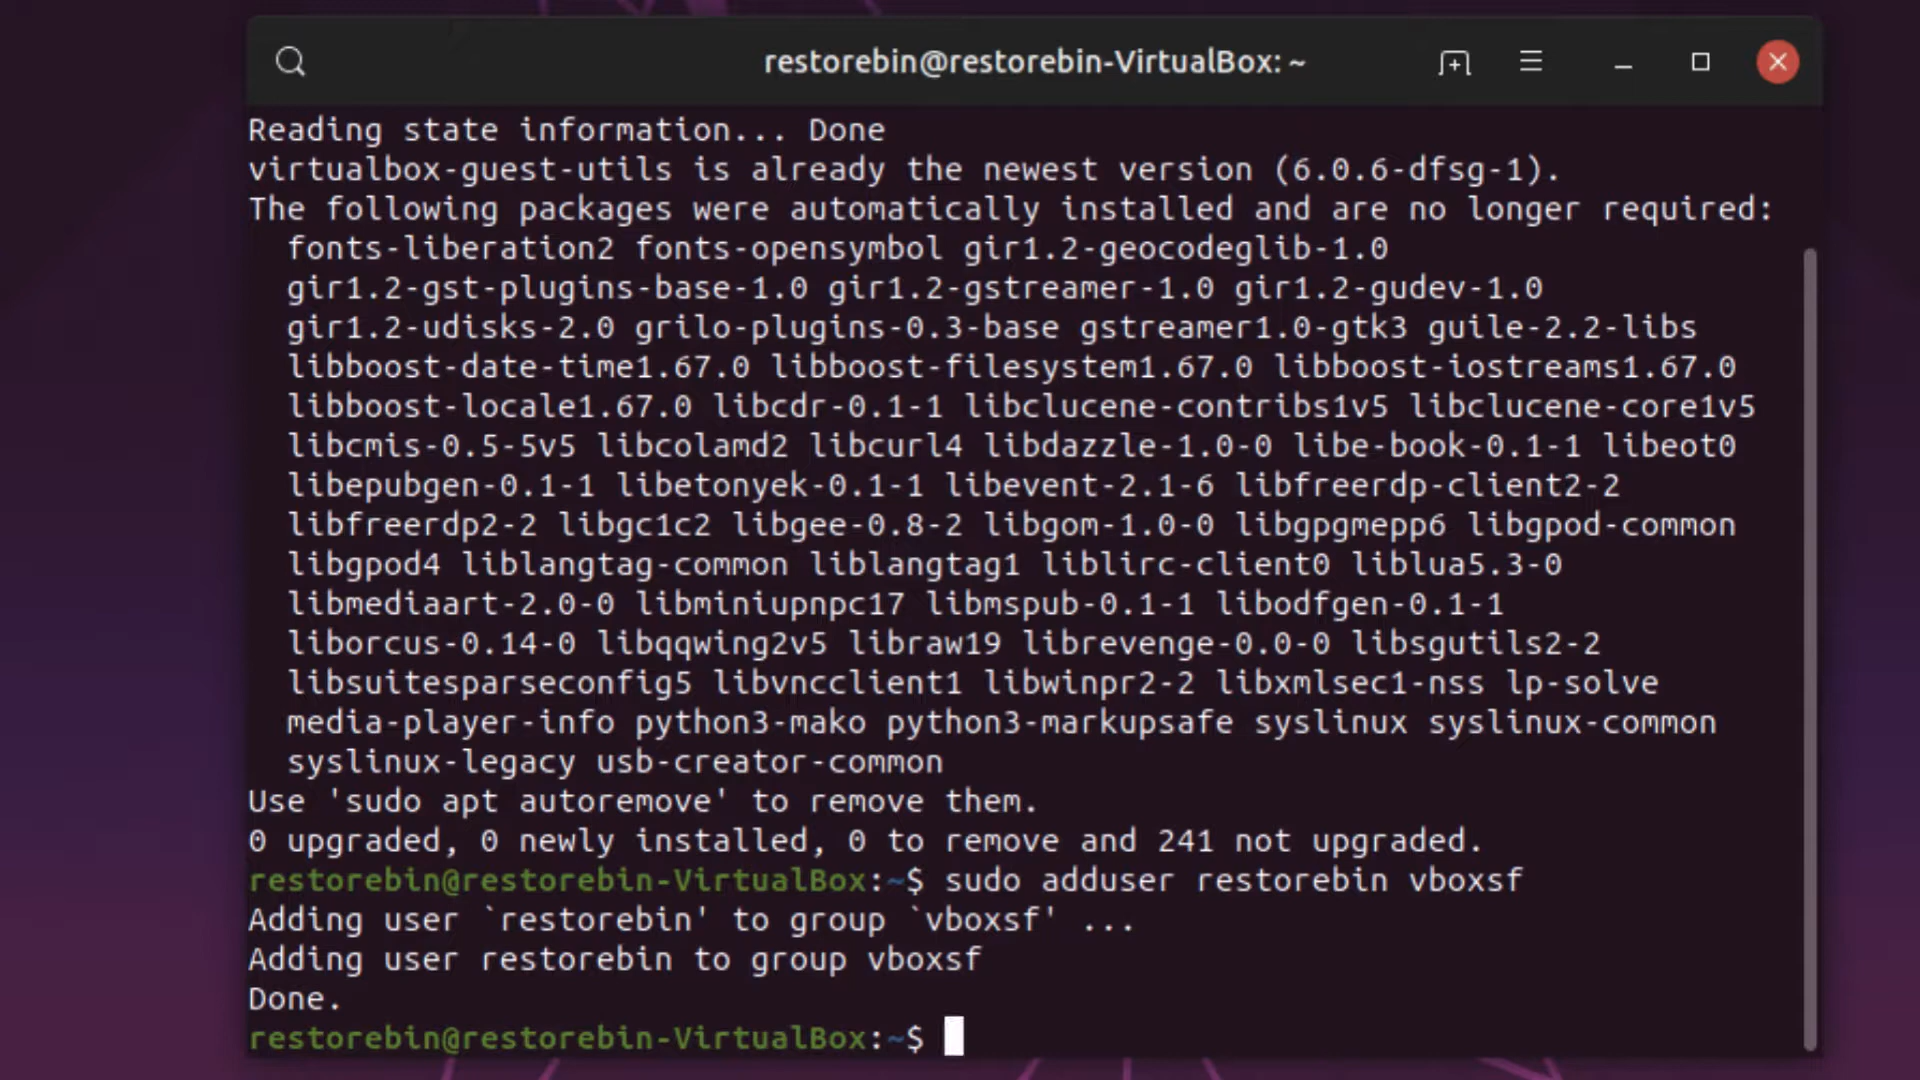 restorebin@restorebin-VirtualBox: ~
Reading state information... Done
virtualbox-guest-utils is already the newest version (6.0.6-dfsg-1).
The following packages were automatically installed and are no longer required:
  fonts-liberation2 fonts-opensymbol gir1.2-geocodeglib-1.0
  gir1.2-gst-plugins-base-1.0 gir1.2-gstreamer-1.0 gir1.2-gudev-1.0
  gir1.2-udisks-2.0 grilo-plugins-0.3-base gstreamer1.0-gtk3 guile-2.2-libs
  libboost-date-time1.67.0 libboost-filesystem1.67.0 libboost-iostreams1.67.0
  libboost-locale1.67.0 libcdr-0.1-1 libclucene-contribs1v5 libclucene-core1v5
  libcmis-0.5-5v5 libcolamd2 libcurl4 libdazzle-1.0-0 libe-book-0.1-1 libeot0
  libepubgen-0.1-1 libetonyek-0.1-1 libevent-2.1-6 libfreerdp-client2-2
  libfreerdp2-2 libgc1c2 libgee-0.8-2 libgom-1.0-0 libgpgmepp6 libgpod-common
  libgpod4 liblangtag-common liblangtag1 liblirc-client0 liblua5.3-0
  libmediaart-2.0-0 libminiupnpc17 libmspub-0.1-1 libodfgen-0.1-1
  liborcus-0.14-0 libqqwing2v5 libraw19 librevenge-0.0-0 libsgutils2-2
  libsuitesparseconfig5 libvncclient1 libwinpr2-2 libxmlsec1-nss lp-solve
  media-player-info python3-mako python3-markupsafe syslinux syslinux-common
  syslinux-legacy usb-creator-common
Use 'sudo apt autoremove' to remove them.
0 upgraded, 0 newly installed, 0 to remove and 241 not upgraded.
restorebin@restorebin-VirtualBox:~$ sudo adduser restorebin vboxsf
Adding user `restorebin' to group `vboxsf' ...
Adding user restorebin to group vboxsf
Done.
restorebin@restorebin-VirtualBox:~$